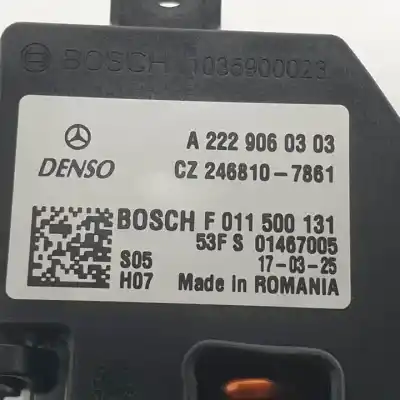 BOSCH 1035900023
A 222 906 03 03
DENSO CZ 246810-7861
BOSCH F 011 500 131
53F S 01467005
S05 17-03-25
H07 Made in ROMANIA